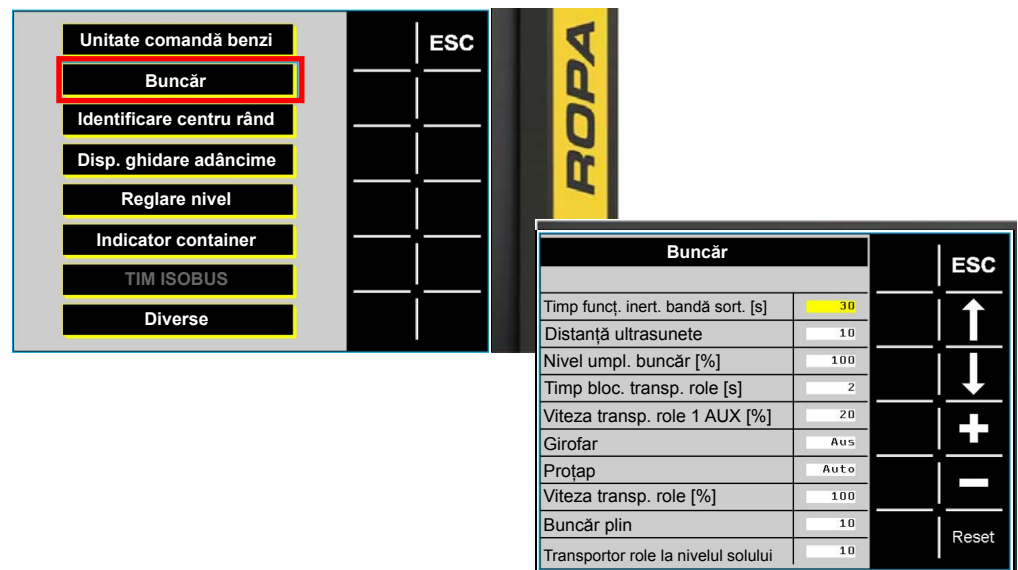 Unitate comandă benzi
ESC
Buncăr
Identificare centru rând
Disp. ghidare adâncime
Reglare nivel
Indicator container
TIM ISOBUS
Diverse
ROPA
Buncăr
ESC
Timp funcț. inert. bandă sort. [s] 30
Distanță ultrasunete 10
Nivel umpl. buncăr [%] 100
Timp bloc. transp. role [s] 2
Viteza transp. role 1 AUX [%] 20
Girofar Aus
Proțap Auto
Viteza transp. role [%] 100
Buncăr plin 10
Reset
Transportor role la nivelul solului 10